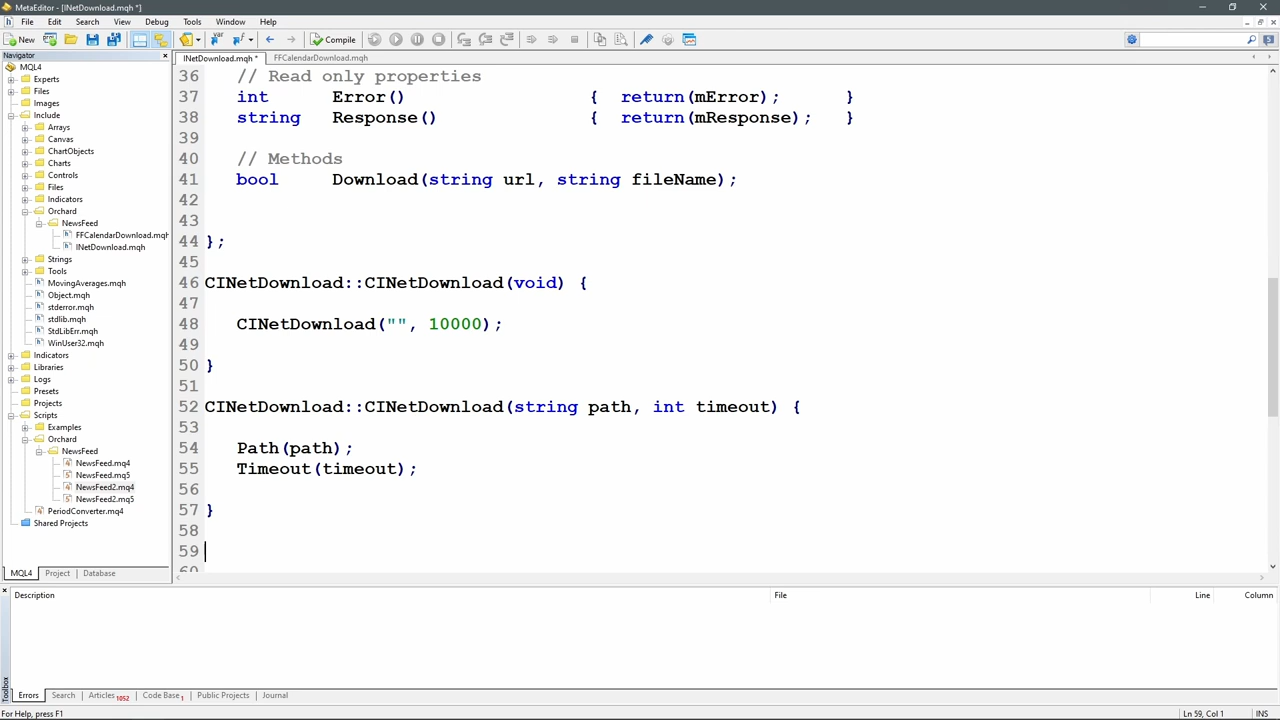 MetaEditor - [INetDownload.mqh *]
File Edit Search View Debug Tools Window Help
New Compile
Navigator
MQL4
Experts
Files
Images
Include
Arrays
Canvas
ChartObjects
Charts
Controls
Files
Indicators
Orchard
NewsFeed
FFCalendarDownload.mqh
INetDownload.mqh
Strings
Tools
MovingAverages.mqh
Object.mqh
stderror.mqh
stdlib.mqh
StdLibErr.mqh
WinUser32.mqh
Indicators
Libraries
Logs
Presets
Projects
Scripts
Examples
Orchard
NewsFeed
NewsFeed.mq4
NewsFeed.mq5
NewsFeed2.mq4
NewsFeed2.mq5
PeriodConverter.mq4
Shared Projects
MQL4 Project Database
INetDownload.mqh * FFCalendarDownload.mqh
36 // Read only properties
37 int Error() { return(mError); }
38 string Response() { return(mResponse); }
39
40 // Methods
41 bool Download(string url, string fileName);
42
43
44 };
45
46 CINetDownload::CINetDownload(void) {
47
48 CINetDownload("", 10000);
49
50 }
51
52 CINetDownload::CINetDownload(string path, int timeout) {
53
54 Path(path);
55 Timeout(timeout);
56
57 }
58
59
60
Description File Line Column
Toolbox
Errors Search Articles 1052 Code Base 1 Public Projects Journal
For Help, press F1 Ln 59, Col 1 INS